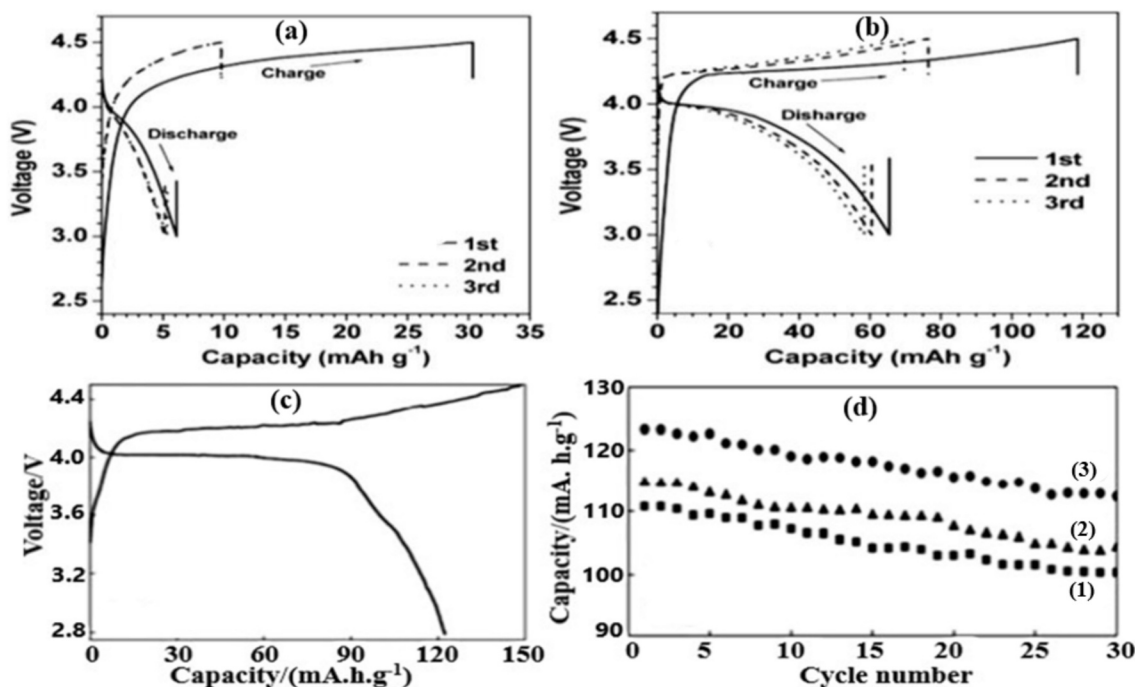 (a)
4.5
4.0
3.5
3.0
2.5
Voltage (V)
Charge
Discharge
1st
2nd
3rd
0 5 10 15 20 25 30 35
Capacity (mAh g-1)
(b)
4.5
4.0
3.5
3.0
2.5
Voltage (V)
Charge
Disharge
1st
2nd
3rd
0 20 40 60 80 100 120
Capacity (mAh g-1)
(c)
4.4
4.0
3.6
3.2
2.8
Voltage/V
0 30 60 90 120 150
Capacity/(mA.h.g-1)
(d)
130
120
110
100
90
Capacity/(mA. h.g-1)
(3)
(2)
(1)
0 5 10 15 20 25 30
Cycle number